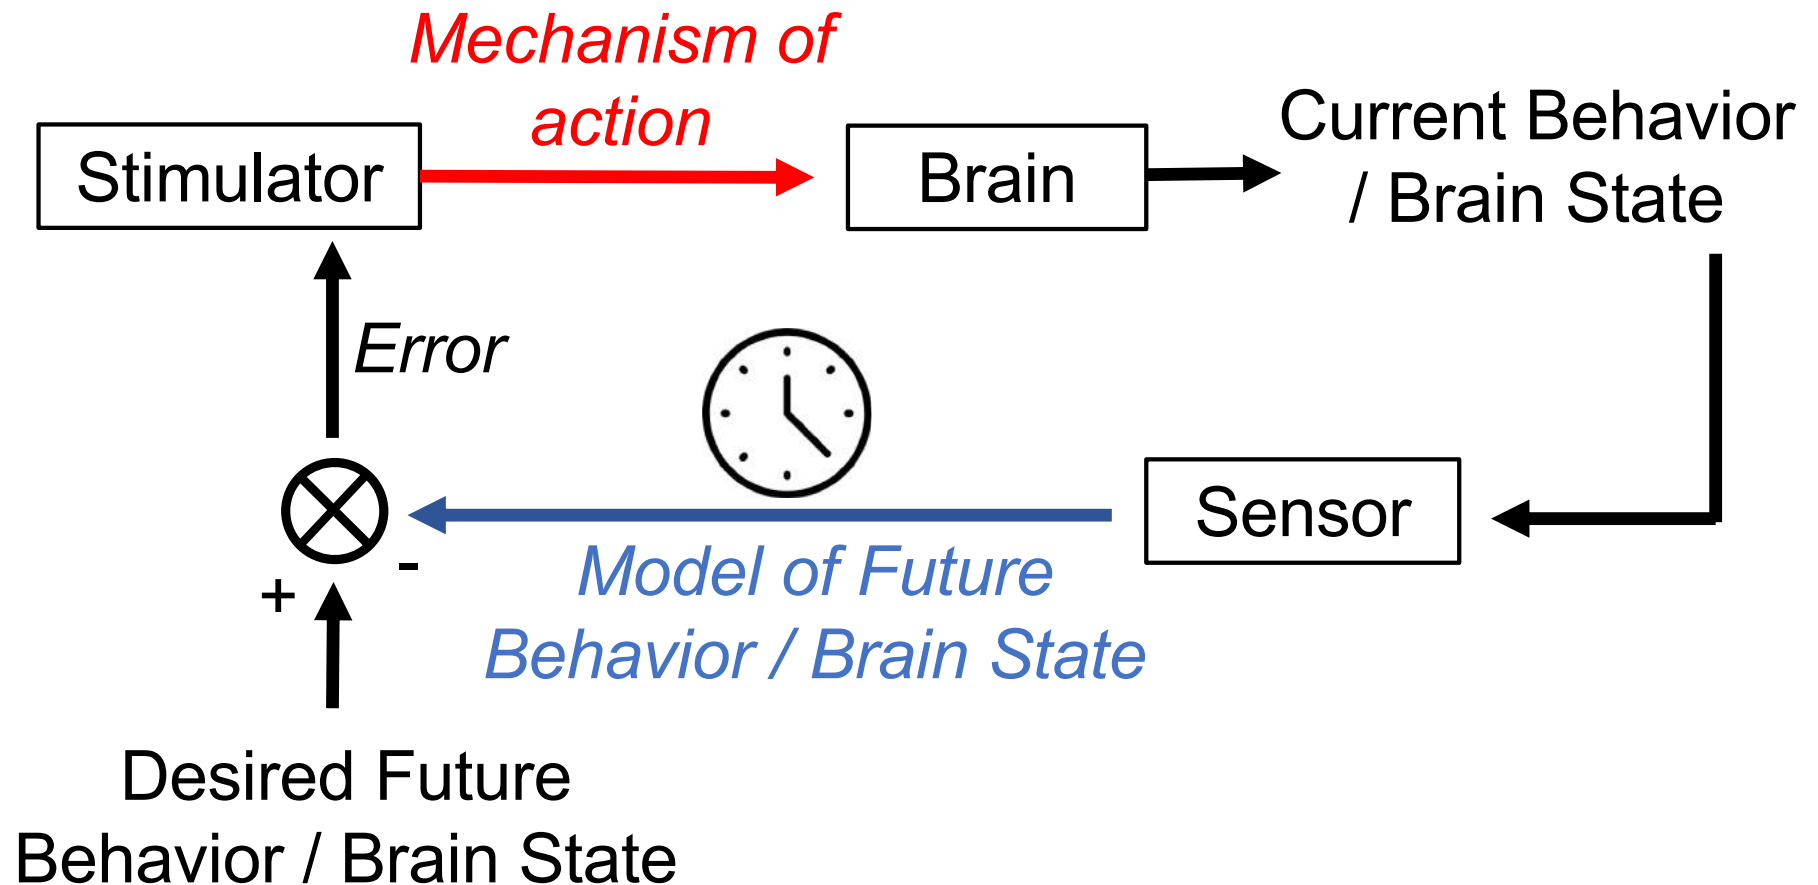 Mechanism of
action
Stimulator
Brain
Current Behavior
/ Brain State
Error
Sensor
-
+
Model of Future
Behavior / Brain State
Desired Future
Behavior / Brain State